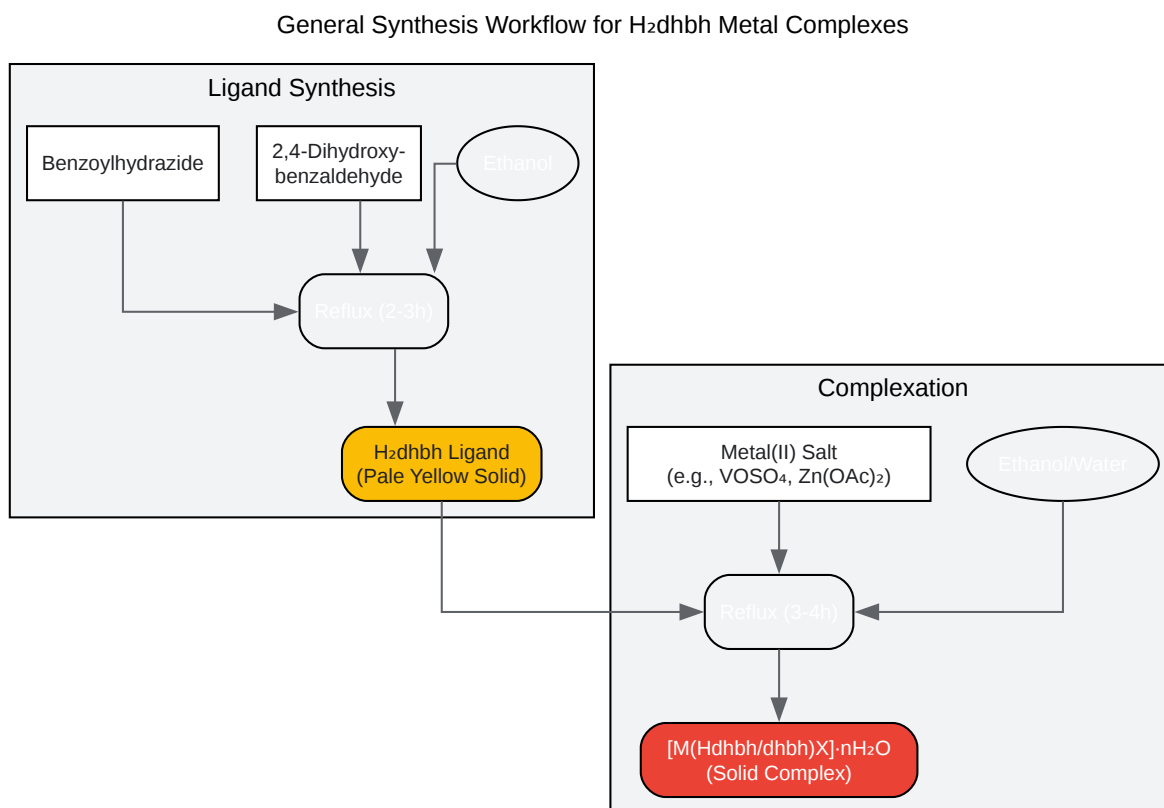 General Synthesis Workflow for H₂dhbh Metal Complexes
Ligand Synthesis
Benzoylhydrazide
2,4-Dihydroxy-
benzaldehyde
Ethanol
Reflux (2-3h)
H₂dhbh Ligand
(Pale Yellow Solid)
Complexation
Metal(II) Salt
(e.g., VOSO₄, Zn(OAc)₂)
Ethanol/Water
Reflux (3-4h)
[M(Hdhbh/dhbh)X]·nH₂O
(Solid Complex)